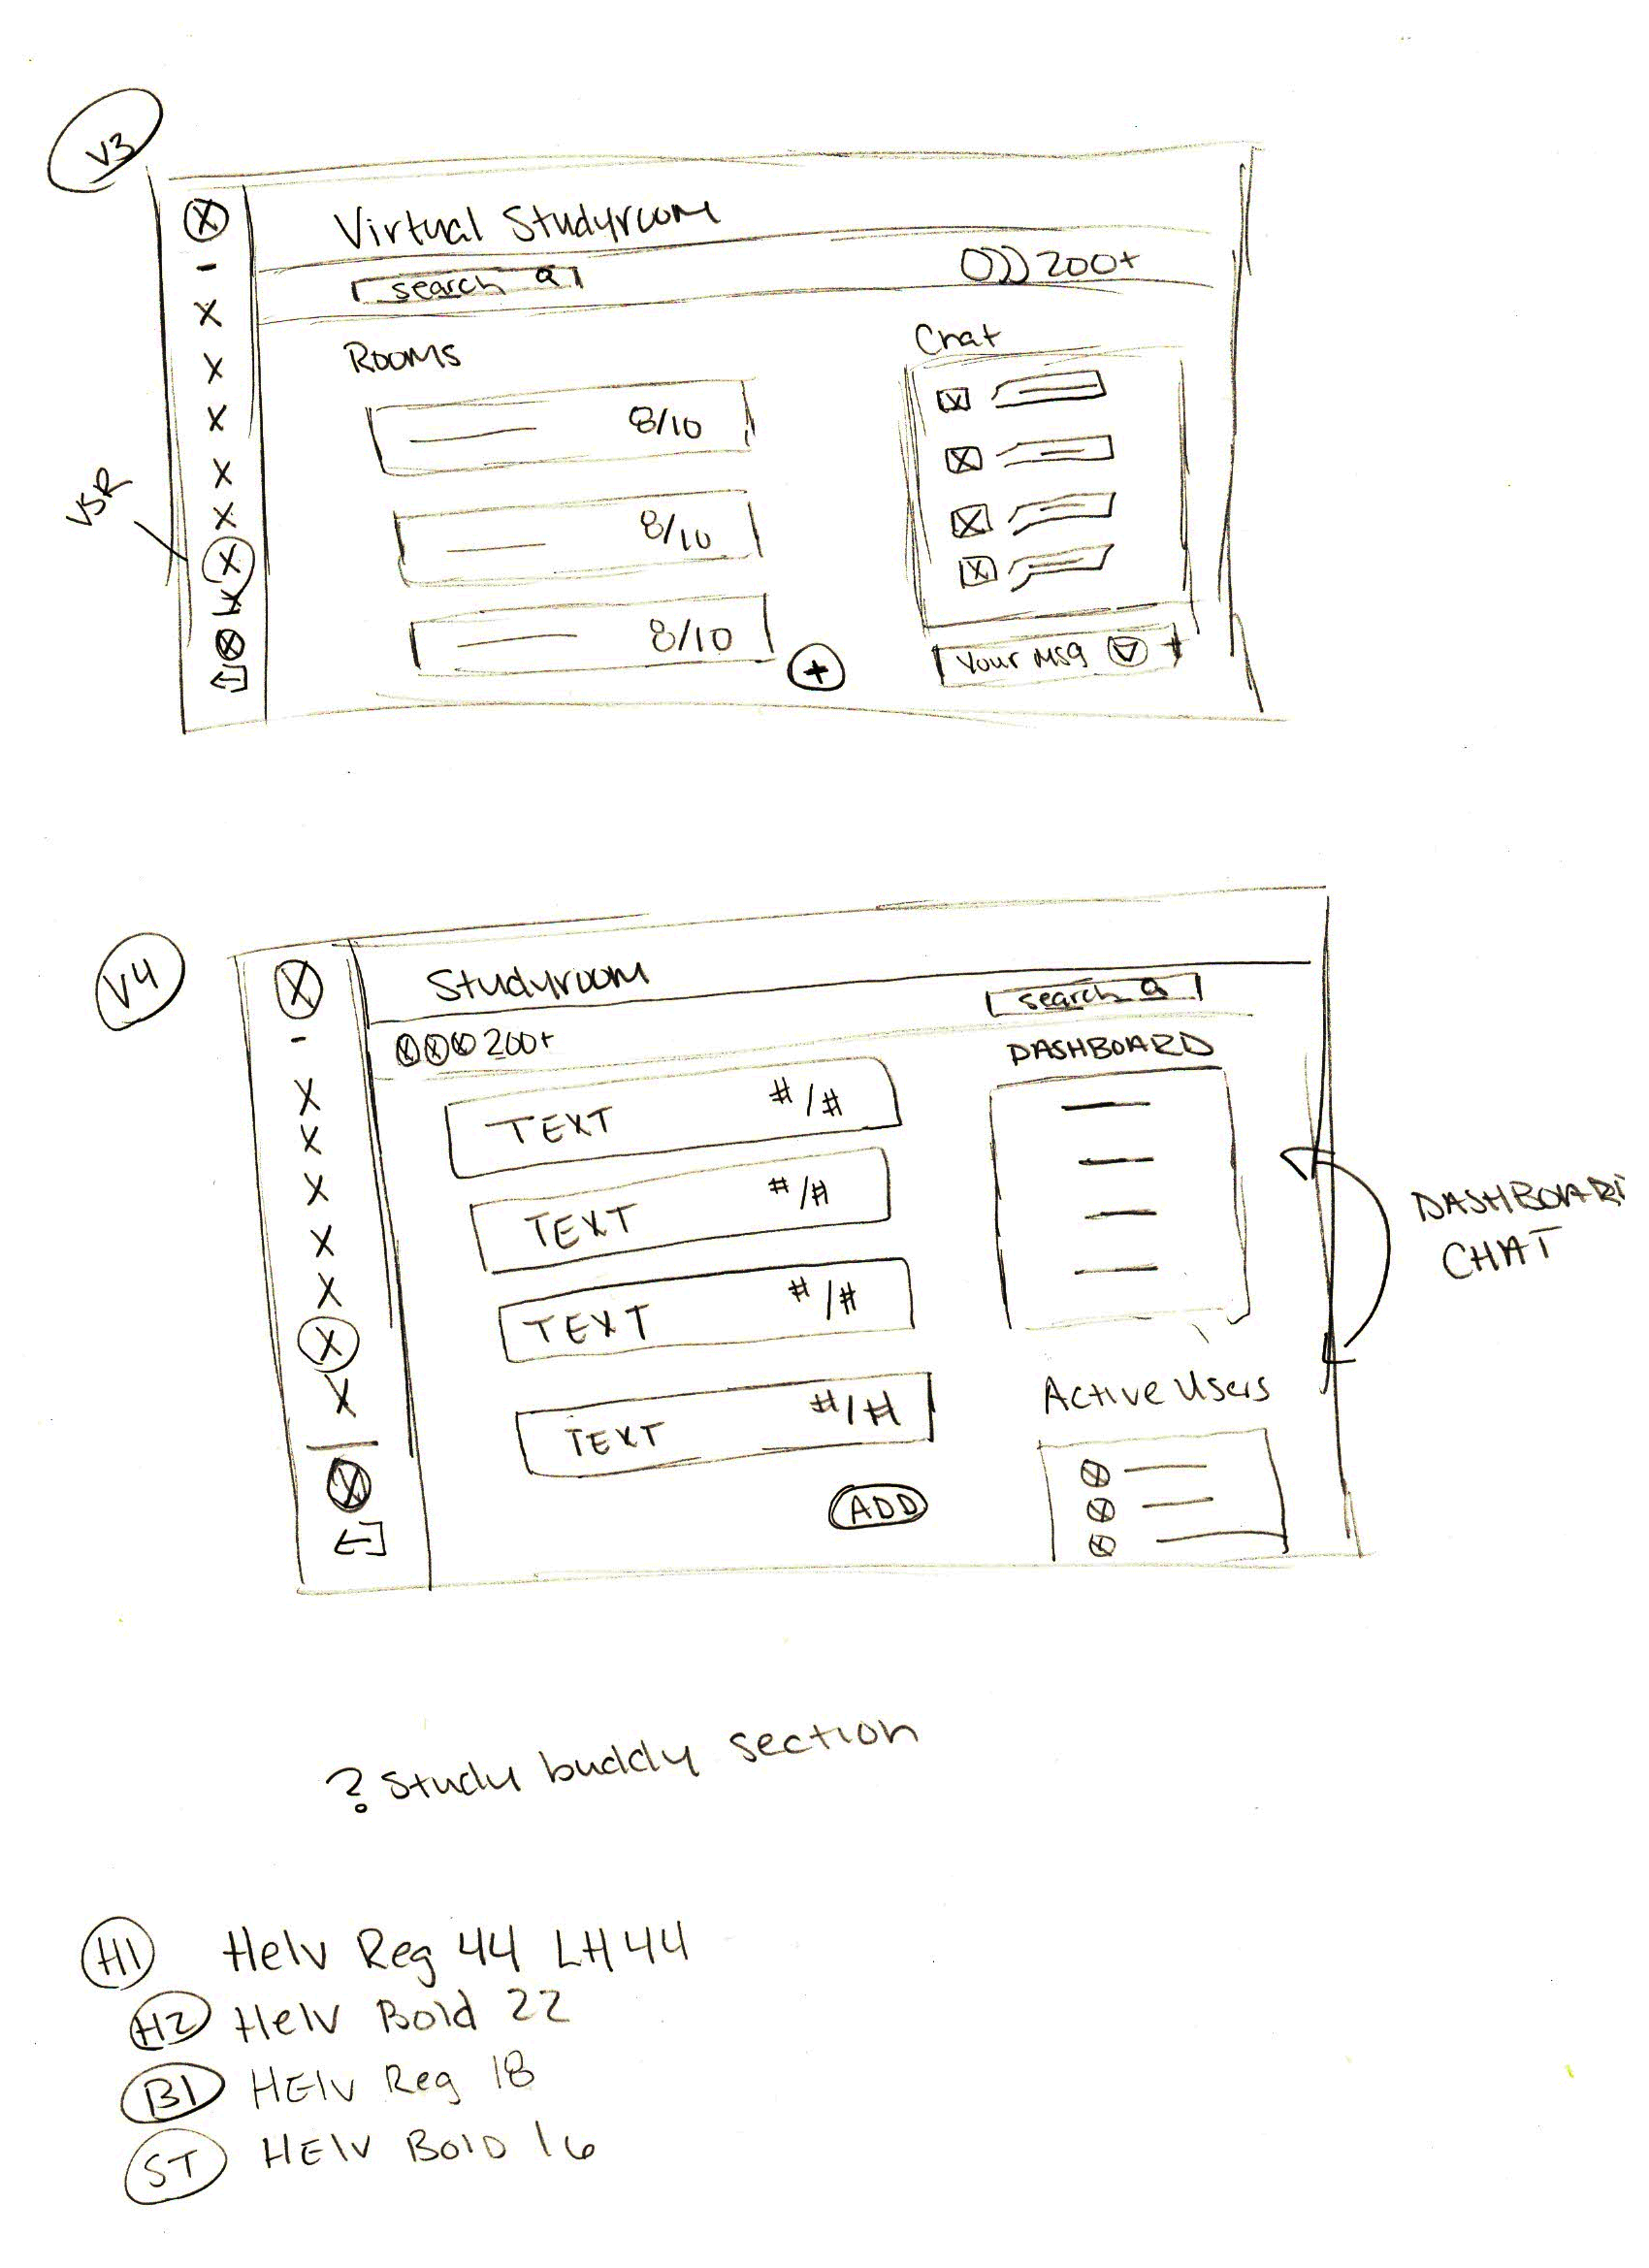 V3
Virtual Studyroom
search
200+
Rooms
Chat
8/10
8/10
8/10
+
Your msg
VSR
V4
Studyroom
search
200+
DASHBOARD
TEXT #/#
TEXT #/#
TEXT #/#
TEXT #/#
ADD
Active Users
DASHBOARD
CHAT
? Study buddy section
H1 Helv Reg 44 LH44
H2 Helv Bold 22
B1 HElv Reg 18
ST HElv BOlD 16